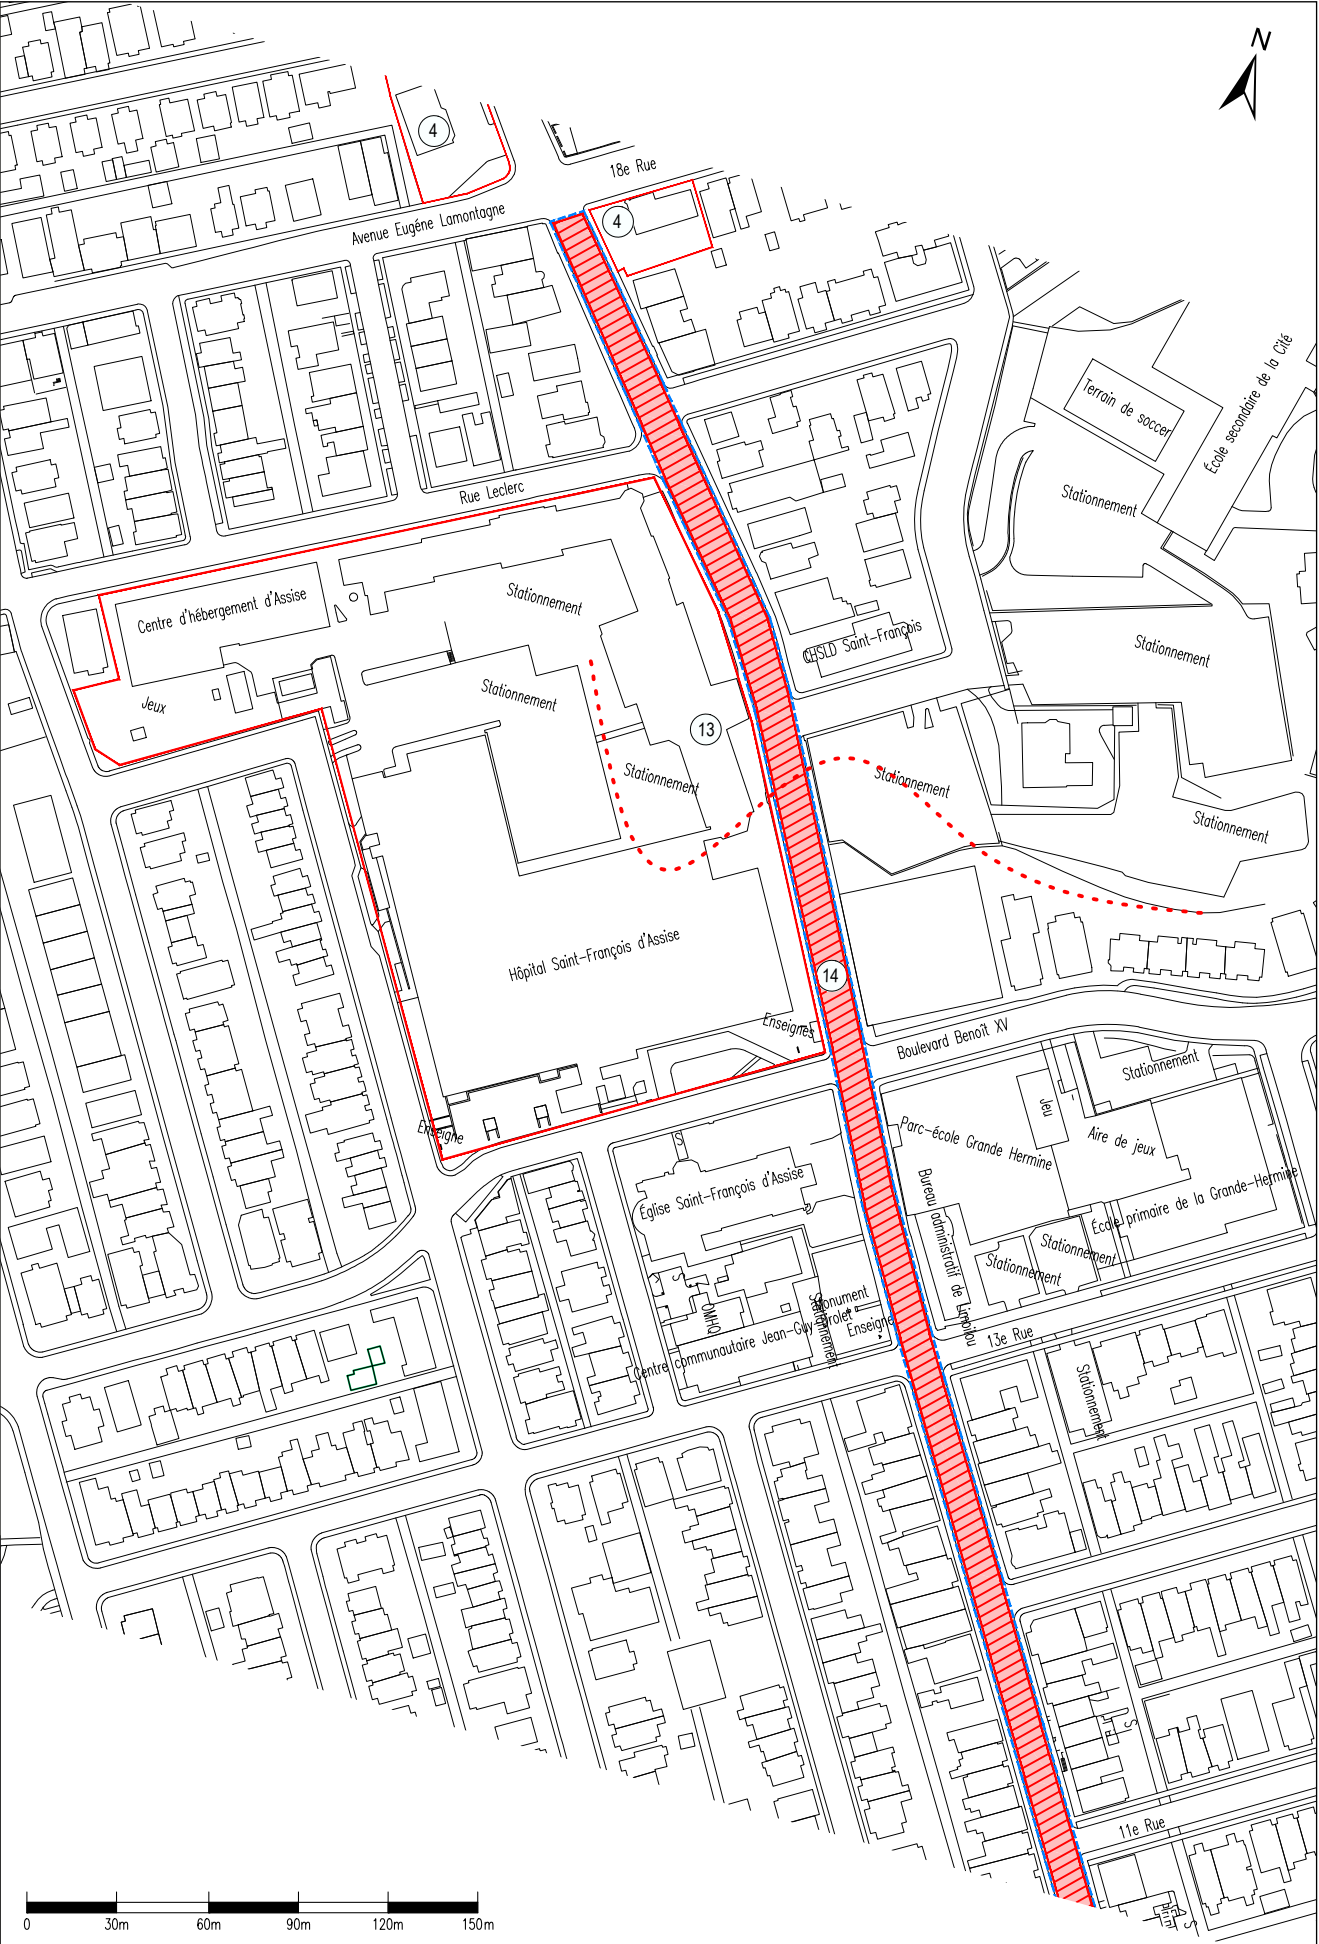 N
4
18e Rue
4
Avenue Eugéne Lamontagne
Terrain de soccer
École secondaire de la Cité
Stationnement
Rue Leclerc
Stationnement
Centre d'hébergement d'Assise
CHSLD Saint-François
Stationnement
Jeux
Stationnement
13
Stationnement
Stationnement
Stationnement
Hôpital Saint-François d'Assise
14
Enseignes
Boulevard Benoît XV
Stationnement
Enseigne
Jeu
Parc-école Grande Hermine
Aire de jeux
S
Église Saint-François d'Assise
Bureau administratif de Limoilou
École primaire de la Grande-Hermine
Stationnement
Stationnement
S
OMHQ
Monument
Stationnement
Enseigne
Centre communautaire Jean-Guy Drolet
13e Rue
Stationnement
S
11e Rue
S
0
30m
60m
90m
120m
150m